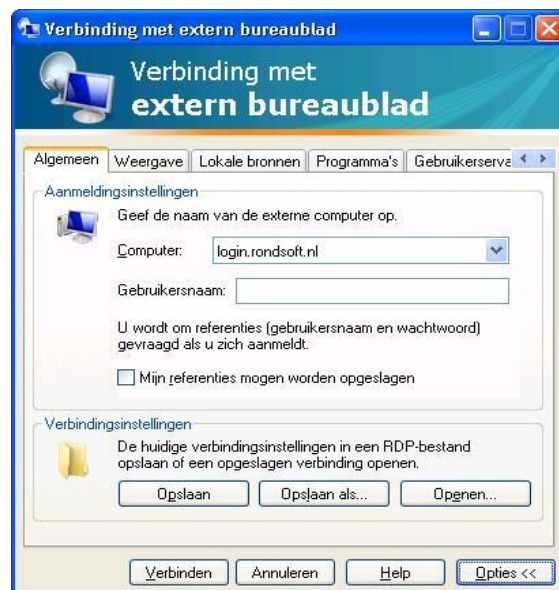 Verbinding met extern bureaublad
Verbinding met
extern bureaublad
Algemeen
Weergave
Lokale bronnen
Programma's
Gebruikerserva
Aanmeldingsinstellingen
Geef de naam van de externe computer op.
Computer:
login.rondsoft.nl
Gebruikersnaam:
U wordt om referenties (gebruikersnaam en wachtwoord)
gevraagd als u zich aanmeldt.
Mijn referenties mogen worden opgeslagen
Verbindingsinstellingen
De huidige verbindingsinstellingen in een RDP-bestand
opslaan of een opgeslagen verbinding openen.
Opslaan
Opslaan als...
Openen...
Verbinden
Annuleren
Help
Opties <<